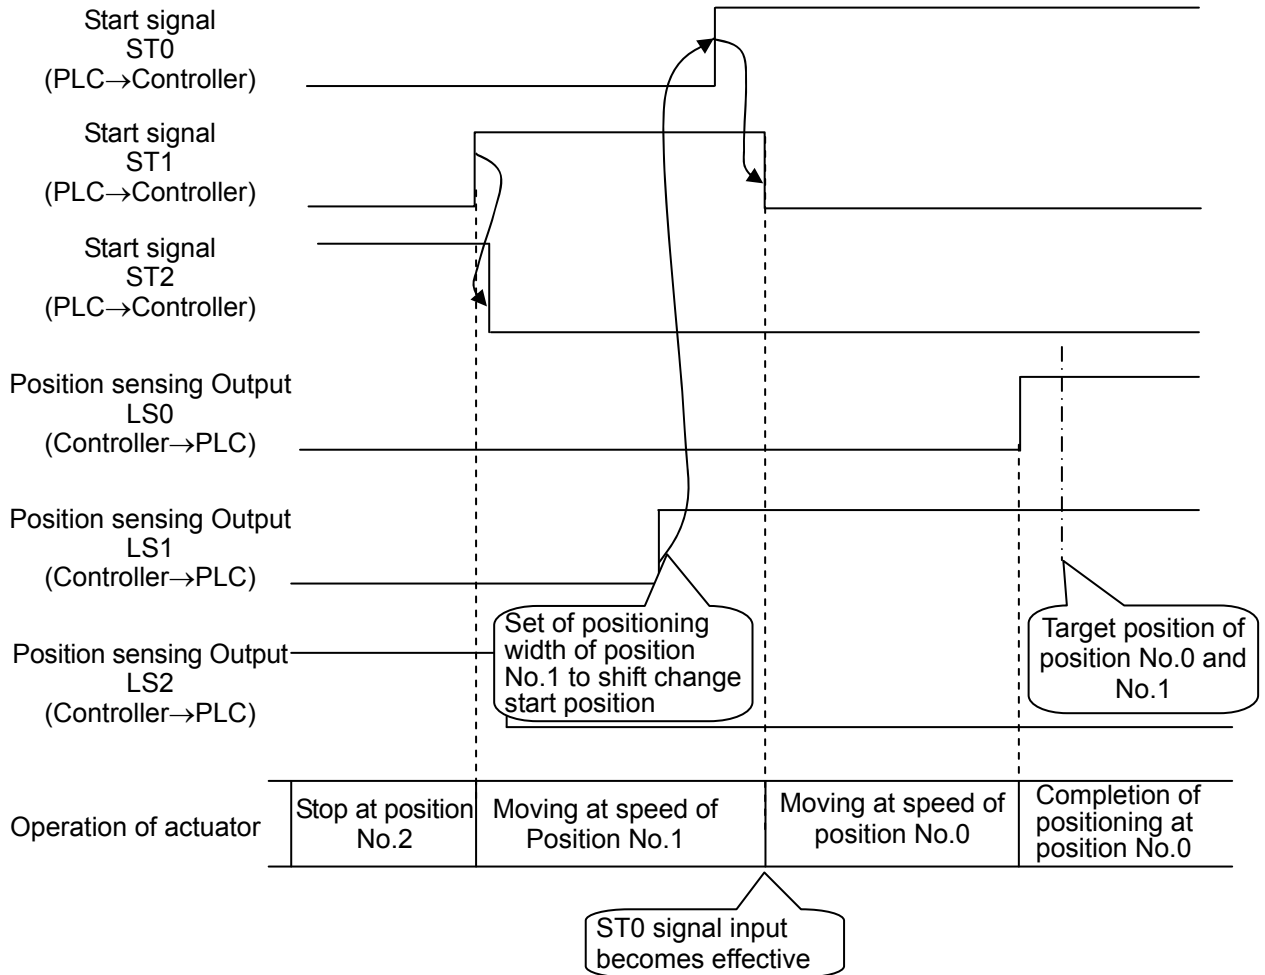 Start signal
ST0
(PLC→Controller)
Start signal
ST1
(PLC→Controller)
Start signal
ST2
(PLC→Controller)
Position sensing Output
LS0
(Controller→PLC)
Position sensing Output
LS1
(Controller→PLC)
Set of positioning
width of position
No.1 to shift change
start position
Target position of
position No.0 and
No.1
Position sensing Output
LS2
(Controller→PLC)
Operation of actuator
Stop at position
No.2
Moving at speed of
Position No.1
Moving at speed of
position No.0
Completion of
positioning at
position No.0
ST0 signal input
becomes effective